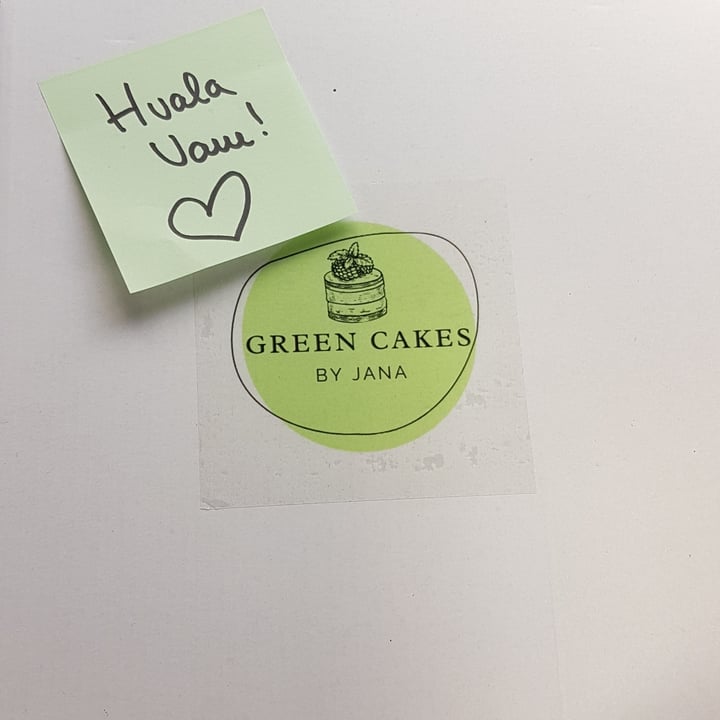 Hvala
Vam!
GREEN CAKES
BY JANA